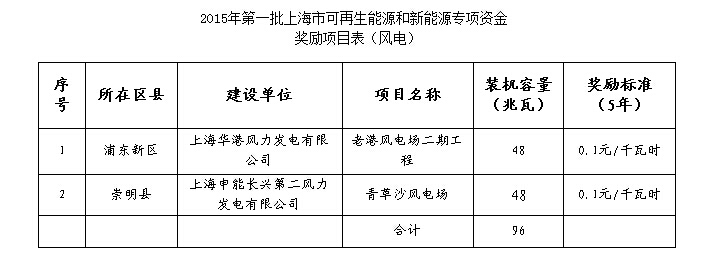 2015年第一批上海市可再生能源和新能源专项资金
奖励项目表（风电）
序号 所在区县 建设单位 项目名称 装机容量（兆瓦） 奖励标准（5年）
1 浦东新区 上海华港风力发电有限公司 老港风电场二期工程 48 0.1元/千瓦时
2 崇明县 上海申能长兴第二风力发电有限公司 青草沙风电场 48 0.1元/千瓦时
合计 96